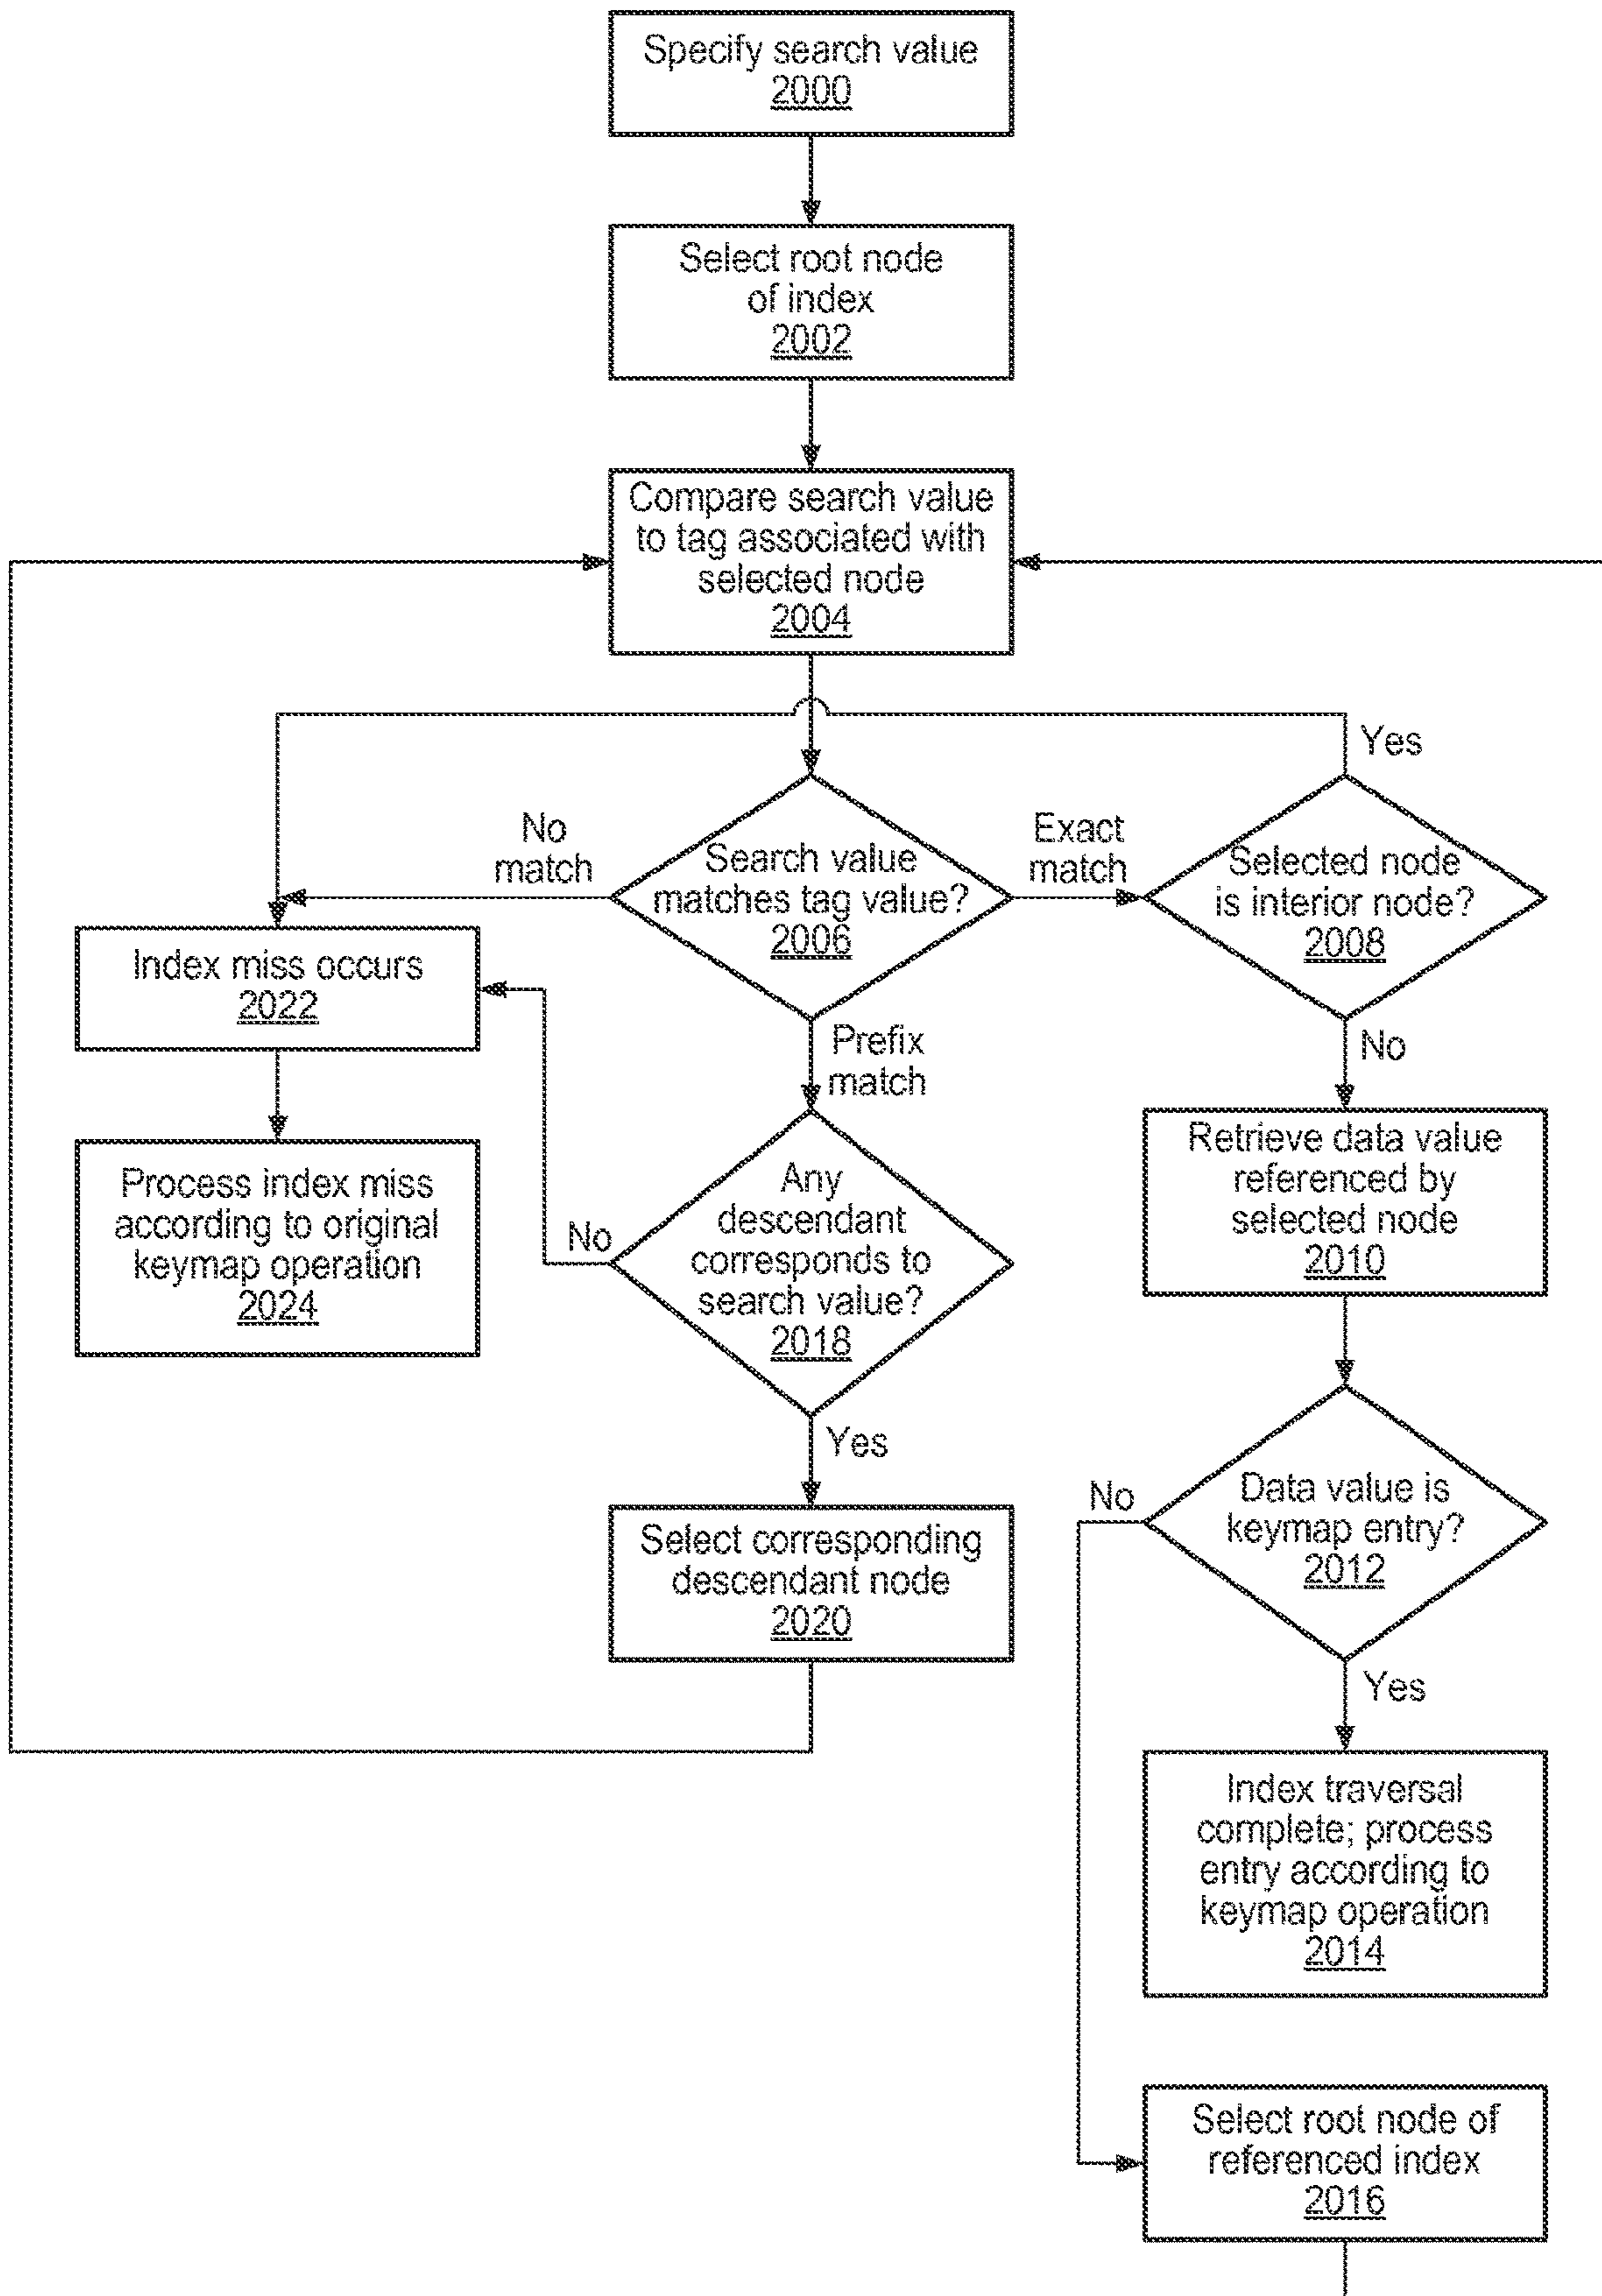 Specify search value
2000
Select root node
of index
2002
Compare search value
to tag associated with
selected node
2004
Yes
No
match
Search value
matches tag value?
2006
Exact
match
Selected node
is interior node?
2008
Index miss occurs
2022
Prefix
match
No
Process index miss
according to original
keymap operation
2024
No
Any
descendant
corresponds to
search value?
2018
Retrieve data value
referenced by
selected node
2010
Yes
Select corresponding
descendant node
2020
No
Data value is
keymap entry?
2012
Yes
Index traversal
complete; process
entry according to
keymap operation
2014
Select root node of
referenced index
2016